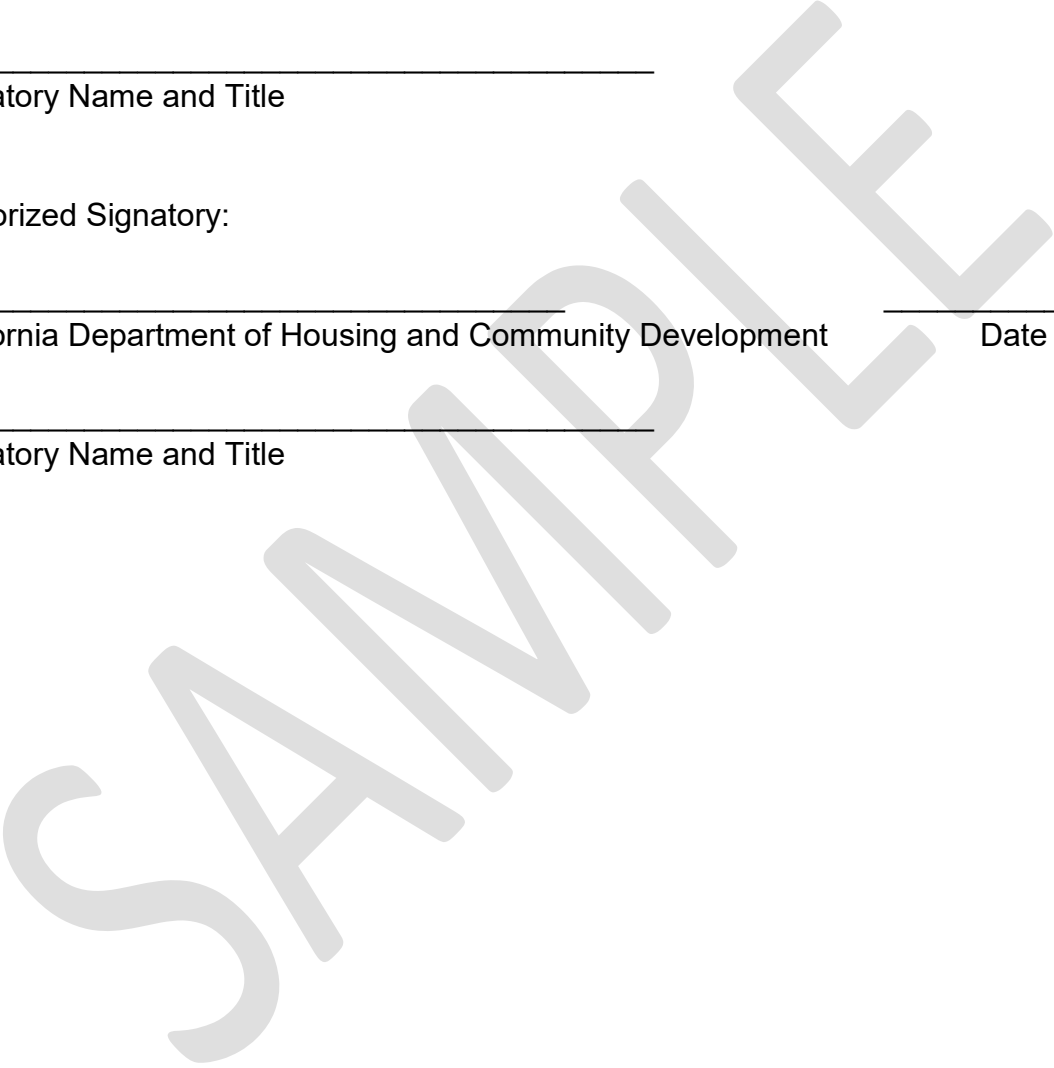 atory Name and Title
orized Signatory:
ornia Department of Housing and Community Development Date
atory Name and Title
SAMPLE